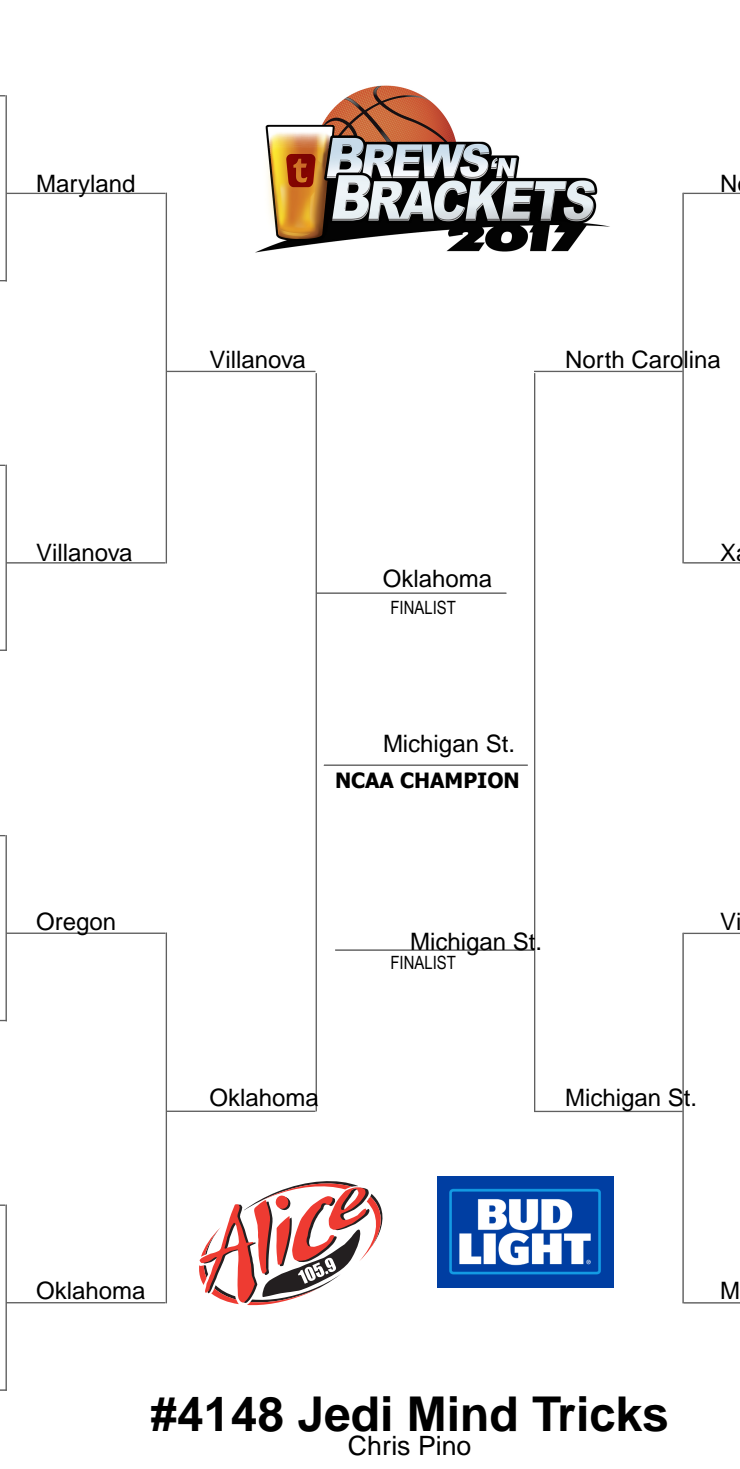 t
BREWS 'N
BRACKETS
2017
Maryland
Villanova
North Carolina
Villanova
Oklahoma
FINALIST
Michigan St.
NCAA CHAMPION
Oregon
Michigan St.
FINALIST
Oklahoma
Michigan St.
Alice
105.9
BUD
LIGHT
Oklahoma
#4148 Jedi Mind Tricks
Chris Pino